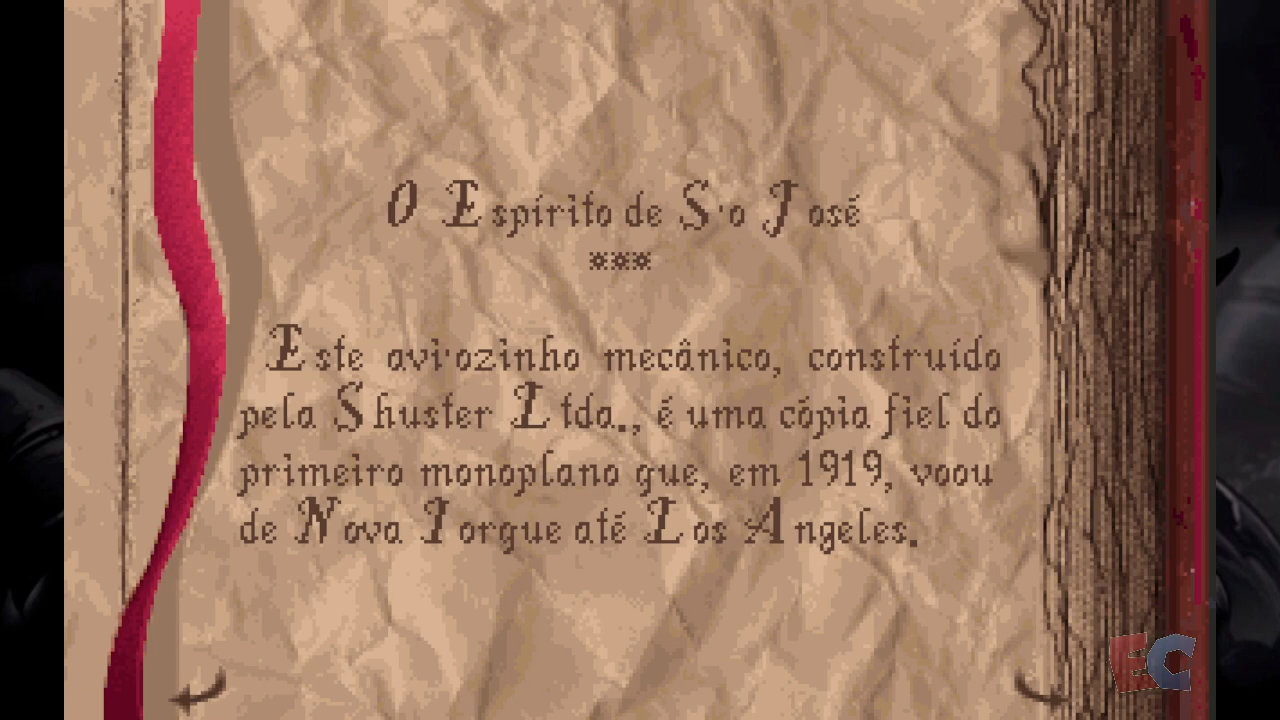 O Espírito de S·o José
***
Este avi·ozinho mecânico, construído
pela Shuster Ltda., é uma cópia fiel do
primeiro monoplano que, em 1919, voou
de Nova Iorque até Los Angeles.
EC